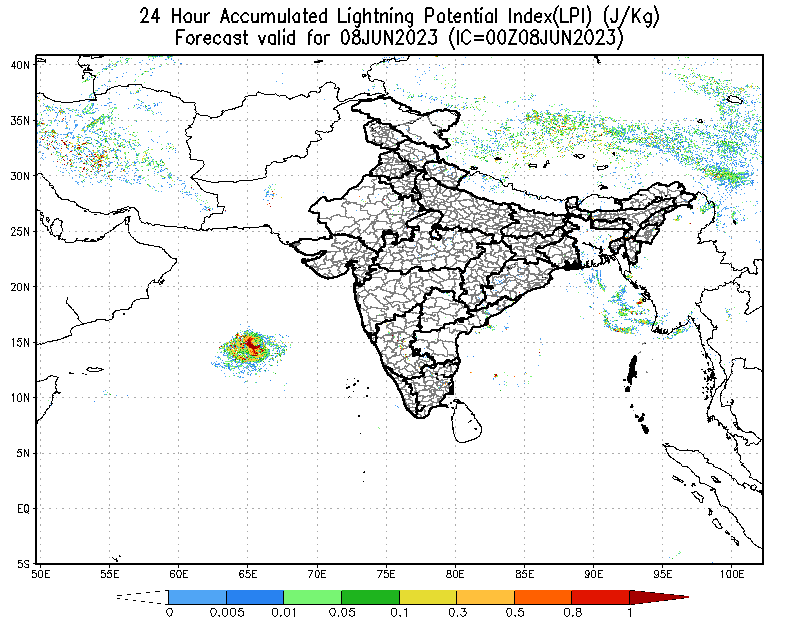 24 Hour Accumulated Lightning Potential Index(LPI) (J/Kg)
Forecast valid for 08JUN2023 (IC=00Z08JUN2023)
40N
35N
30N
25N
20N
15N
10N
5N
EQ
5S
50E 55E 60E 65E 70E 75E 80E 85E 90E 95E 100E
0 0.005 0.01 0.05 0.1 0.3 0.5 0.8 1